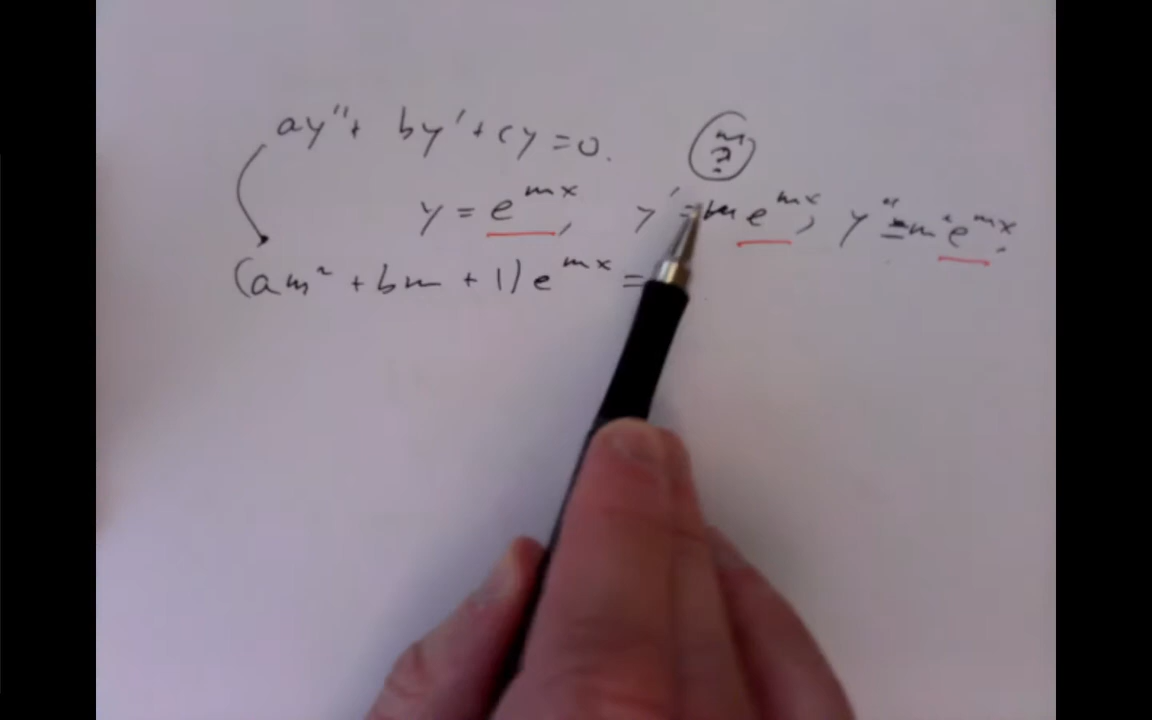 ay'' + by' + cy = 0.
m ?
y = e^{mx}, y' = me^{mx}, y'' = m²e^{mx}.
(am² + bm + 1) e^{mx} =